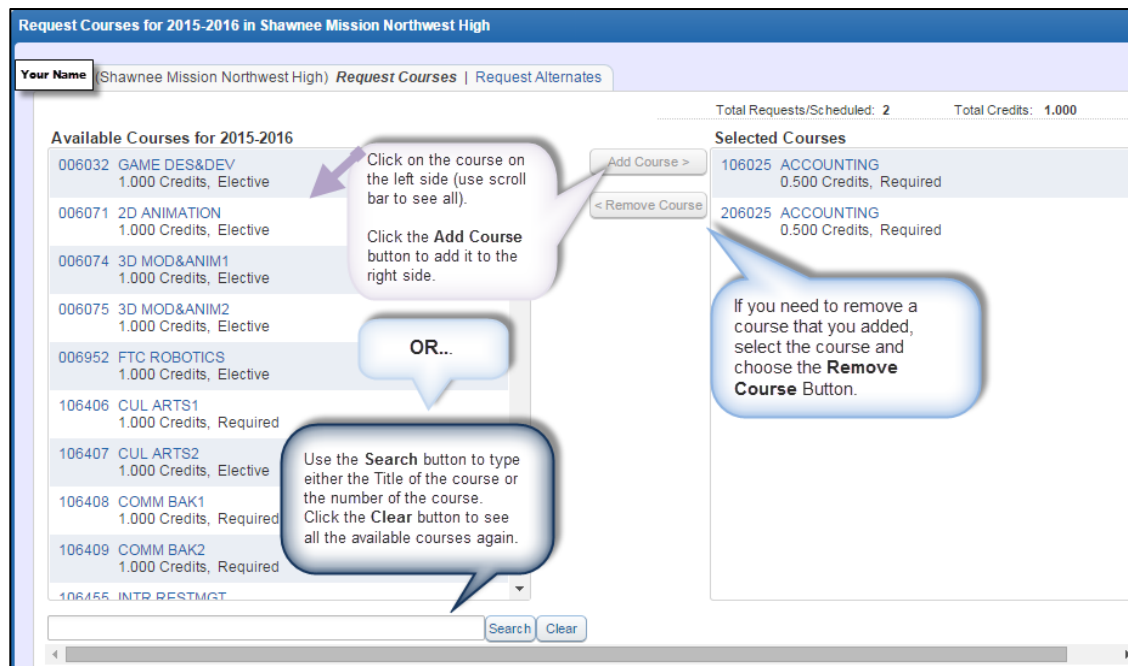 Request Courses for 2015-2016 in Shawnee Mission Northwest High
Your Name (Shawnee Mission Northwest High) Request Courses | Request Alternates
Total Requests/Scheduled: 2 Total Credits: 1.000
Available Courses for 2015-2016
006032 GAME DES&DEV
1.000 Credits, Elective
006071 2D ANIMATION
1.000 Credits, Elective
006074 3D MOD&ANIM1
1.000 Credits, Elective
006075 3D MOD&ANIM2
1.000 Credits, Elective
006952 FTC ROBOTICS
1.000 Credits, Elective
106406 CUL ARTS1
1.000 Credits, Required
106407 CUL ARTS2
1.000 Credits, Elective
106408 COMM BAK1
1.000 Credits, Required
106409 COMM BAK2
1.000 Credits, Required
106455 INTR RESTMGT
Click on the course on
the left side (use scroll
bar to see all).
Click the Add Course
button to add it to the
right side.
OR...
Use the Search button to type
either the Title of the course or
the number of the course.
Click the Clear button to see
all the available courses again.
Search Clear
Add Course >
< Remove Course
Selected Courses
106025 ACCOUNTING
0.500 Credits, Required
206025 ACCOUNTING
0.500 Credits, Required
If you need to remove a
course that you added,
select the course and
choose the Remove
Course Button.